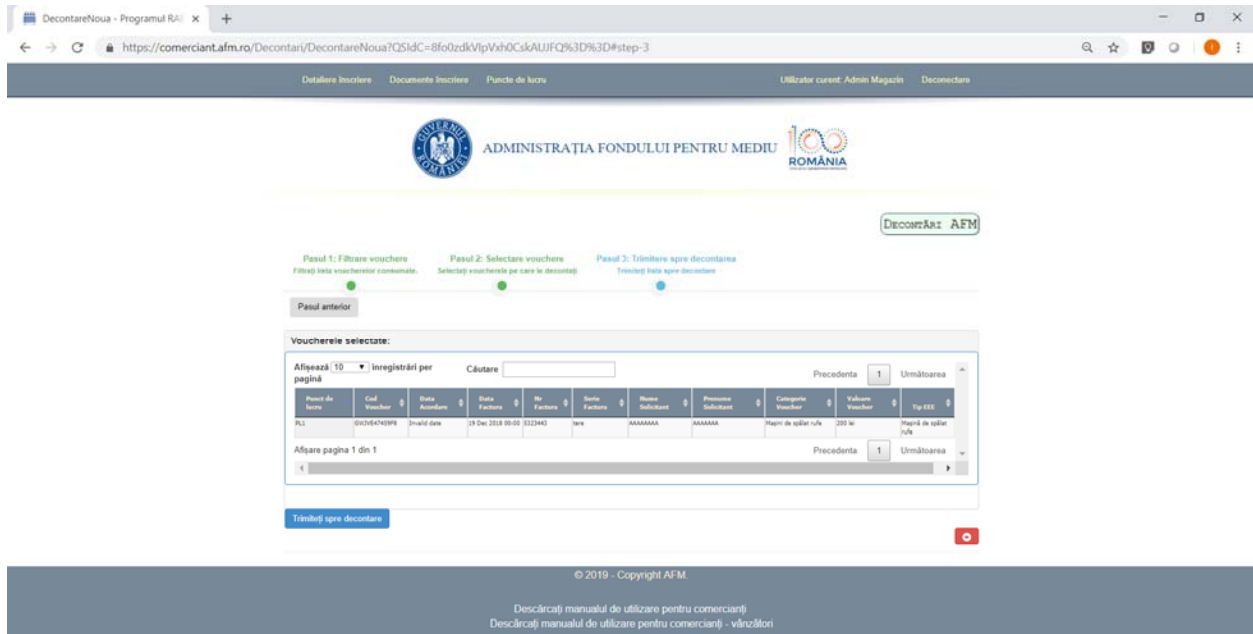 DecontareNoua - Programul RA
https://comerciant.afm.ro/Decontari/DecontareNoua?QSIdC=8fo0zdkVIpVxh0CskAUJFQ%3D%3D#step-3
Detaliere înscriere Documente înscriere Puncte de lucru Utilizator curent: Admin Magazin Deconectare
GUVERNUL ROMÂNIEI
ADMINISTRAȚIA FONDULUI PENTRU MEDIU
100
ROMÂNIA
Decontări AFM
Pasul 1: Filtrare vouchere Pasul 2: Selectare vouchere Pasul 3: Trimitere spre decontarea
Filtrați lista voucherelor consumate. Selectați voucherele pe care le decontați Trimiteți lista spre decontare
Pasul anterior
Voucherele selectate:
Afișează 10 înregistrări per pagină Căutare Precedenta 1 Următoarea
Punct de lucru Cod Voucher Data Acordare Data Factura Nr Factura Serie Factura Nume Solicitant Prenume Solicitant Categorie Voucher Valoare Voucher Tip EEE
PL1 Invalid date 19 Dec 2018 00:00 5323443 tere AAAAAAAA AAAAAAA Mașini de spălat rufe 200 lei Mașină de spălat rufe
Afișare pagina 1 din 1 Precedenta 1 Următoarea
Trimiteți spre decontare
© 2019 - Copyright AFM.
Descărcați manualul de utilizare pentru comercianți
Descărcați manualul de utilizare pentru comercianți - vânzători